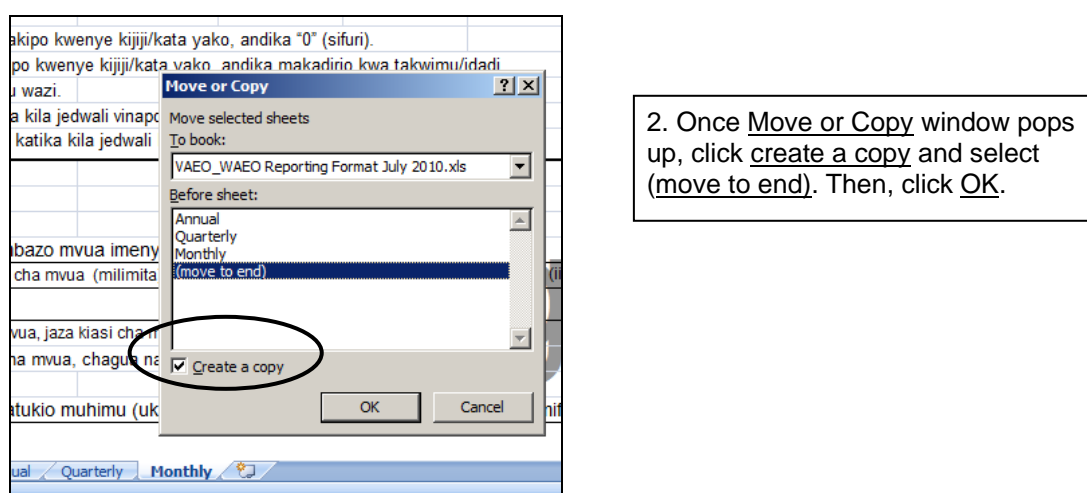 akipo kwenye kijiji/kata yako, andika “0” (sifuri).
po kwenye kijiji/kata yako, andika makadirio kwa takwimu/idadi
u wazi.
a kila jedwali vinapo
katika kila jedwali
Move or Copy
Move selected sheets
To book:
VAEO_WAEO Reporting Format July 2010.xls
Before sheet:
Annual
Quarterly
Monthly
(move to end)
Create a copy
OK Cancel
mbazo mvua imeny
cha mvua (milimita
(ii
vua, jaza kiasi cha m
na mvua, chagua na
atukio muhimu (uk
ual Quarterly Monthly
2. Once Move or Copy window pops
up, click create a copy and select
(move to end). Then, click OK.